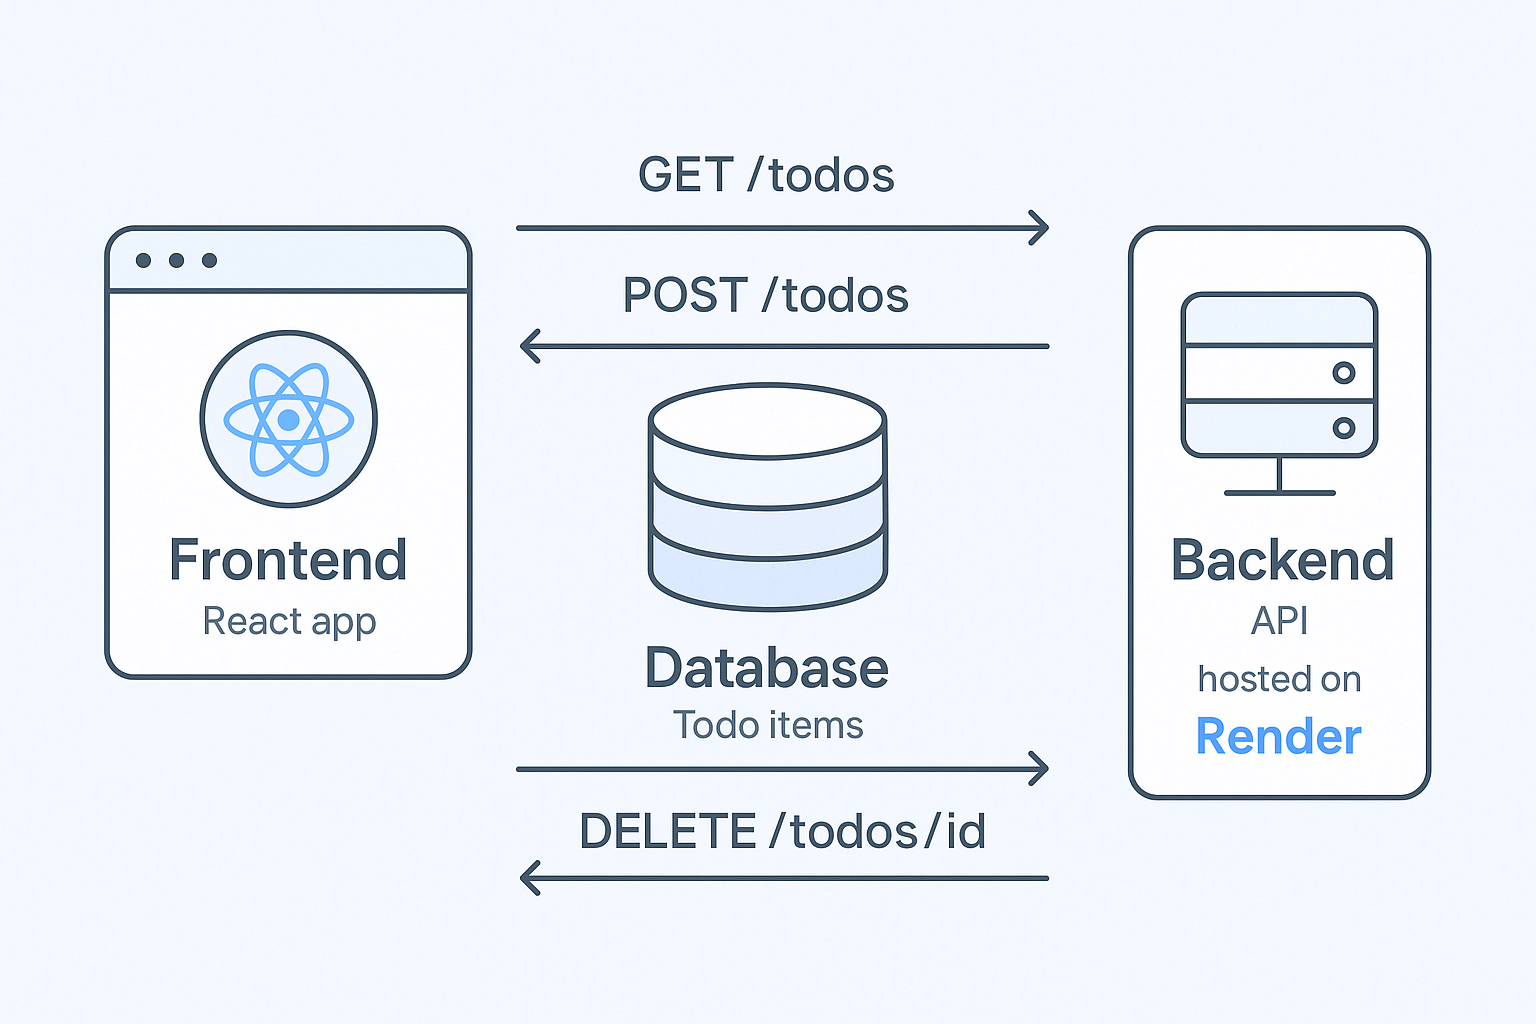 GET /todos
POST /todos
Frontend
React app
Database
Todo items
Backend
API
hosted on
Render
DELETE /todos/id